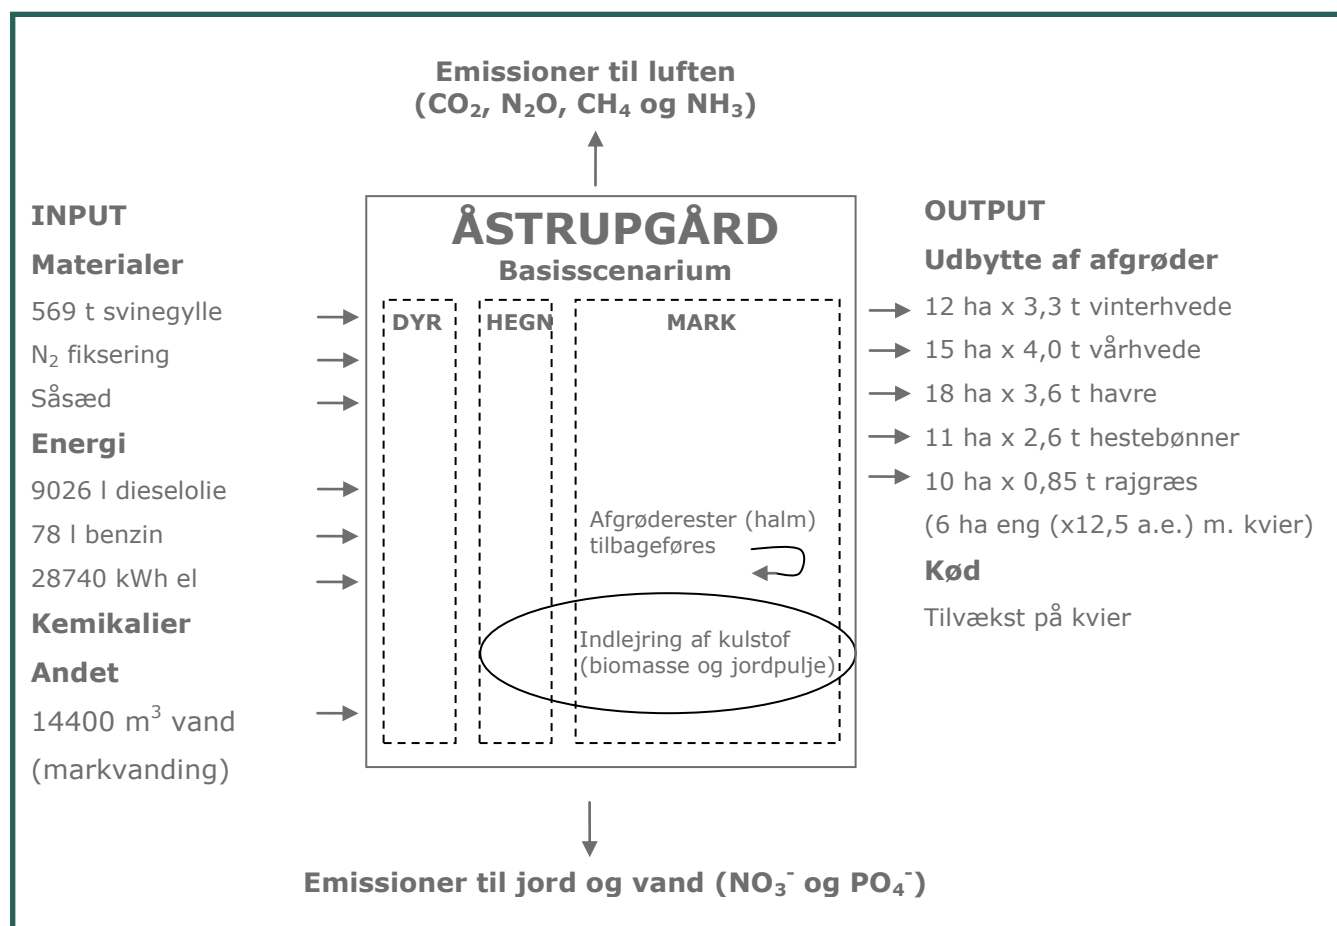 Emissioner til luften
(CO₂, N₂O, CH₄ og NH₃)
INPUT
Materialer
569 t svinegylle
N₂ fiksering
Såsæd
Energi
9026 l dieselolie
78 l benzin
28740 kWh el
Kemikalier
Andet
14400 m³ vand
(markvanding)
ÅSTRUPGÅRD
Basisscenarium
DYR
HEGN
MARK
Afgrøderester (halm)
tilbageføres
Indlejring af kulstof
(biomasse og jordpulje)
OUTPUT
Udbytte af afgrøder
12 ha x 3,3 t vinterhvede
15 ha x 4,0 t vårhvede
18 ha x 3,6 t havre
11 ha x 2,6 t hestebønner
10 ha x 0,85 t rajgræs
(6 ha eng (x12,5 a.e.) m. kvier)
Kød
Tilvækst på kvier
Emissioner til jord og vand (NO₃⁻ og PO₄⁻)